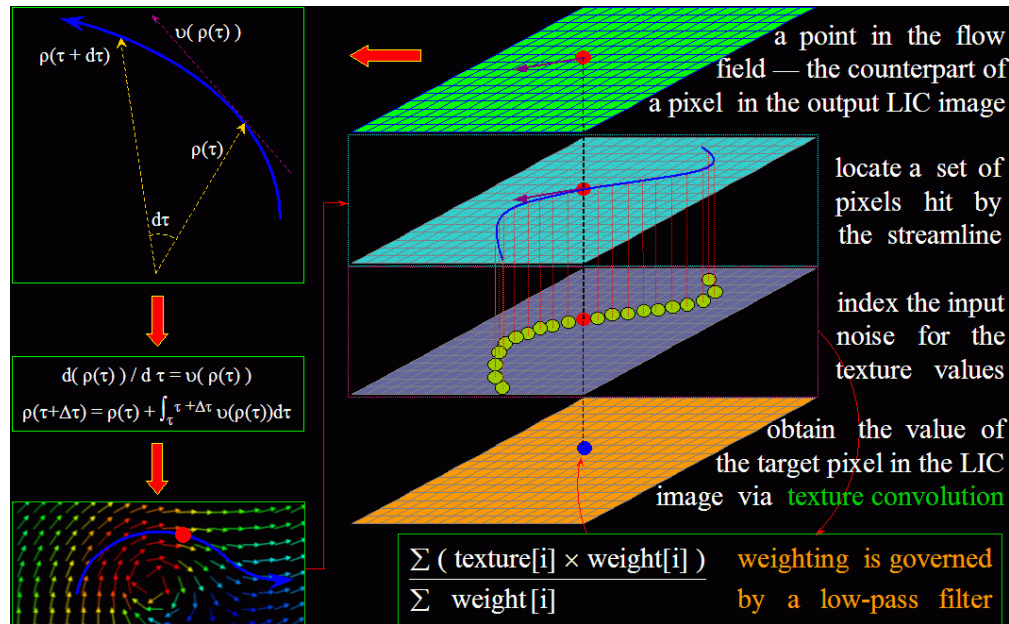 υ( ρ(τ) )
ρ(τ + dτ)
ρ(τ)
dτ
d( ρ(τ) ) / d τ = υ( ρ(τ) )
ρ(τ+Δτ) = ρ(τ) + ∫τ τ+Δτ υ(ρ(τ))dτ
a point in the flow
field — the counterpart of
a pixel in the output LIC image
locate a set of
pixels hit by
the streamline
index the input
noise for the
texture values
obtain the value of
the target pixel in the LIC
image via texture convolution
∑ ( texture[i] × weight[i] )
∑ weight [i]
weighting is governed
by a low-pass filter